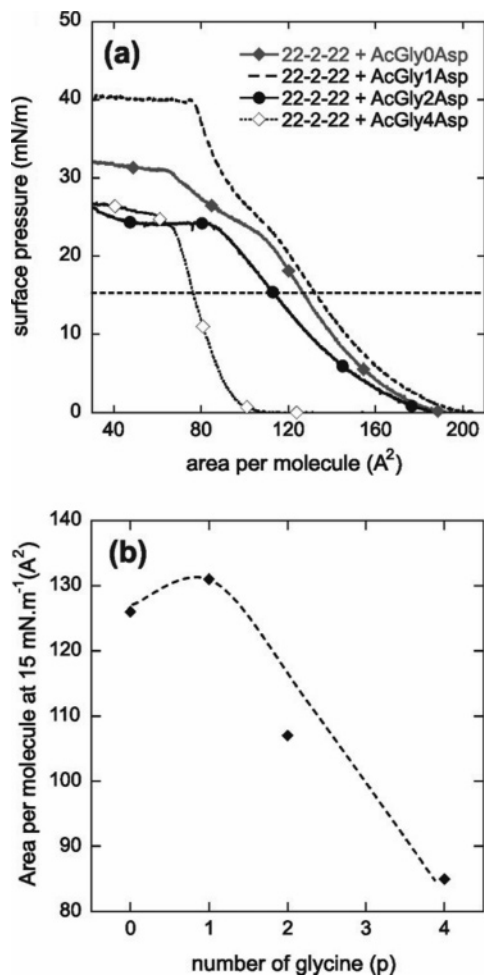 50
(a)
22-2-22 + AcGly0Asp
22-2-22 + AcGly1Asp
22-2-22 + AcGly2Asp
22-2-22 + AcGly4Asp
40
30
20
10
0
surface pressure (mN/m)
40 80 120 160 200
area per molecule (A²)
140
(b)
130
120
110
100
90
80
Area per molecule at 15 mN.m⁻¹(A²)
0 1 2 3 4
number of glycine (p)